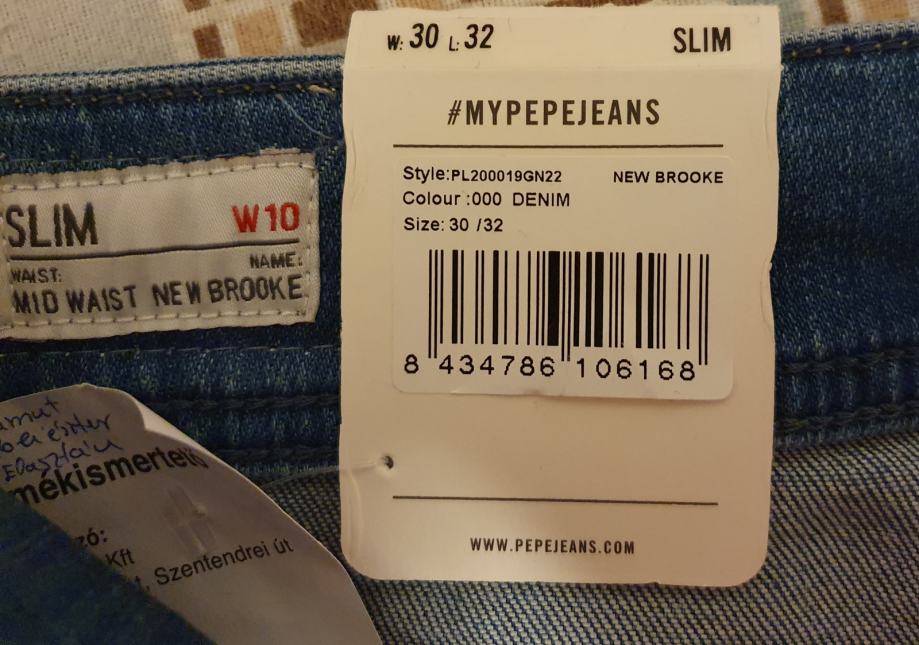 W: 30 L: 32 SLIM
#MYPEPEJEANS
Style:PL200019GN22 NEW BROOKE
Colour :000 DENIM
Size: 30 /32
8 434786 106168
WWW.PEPEJEANS.COM
SLIM W10
WAIST: NAME:
MID WAIST NEW BROOKE
Elasztán
Kft
Szentendrei út